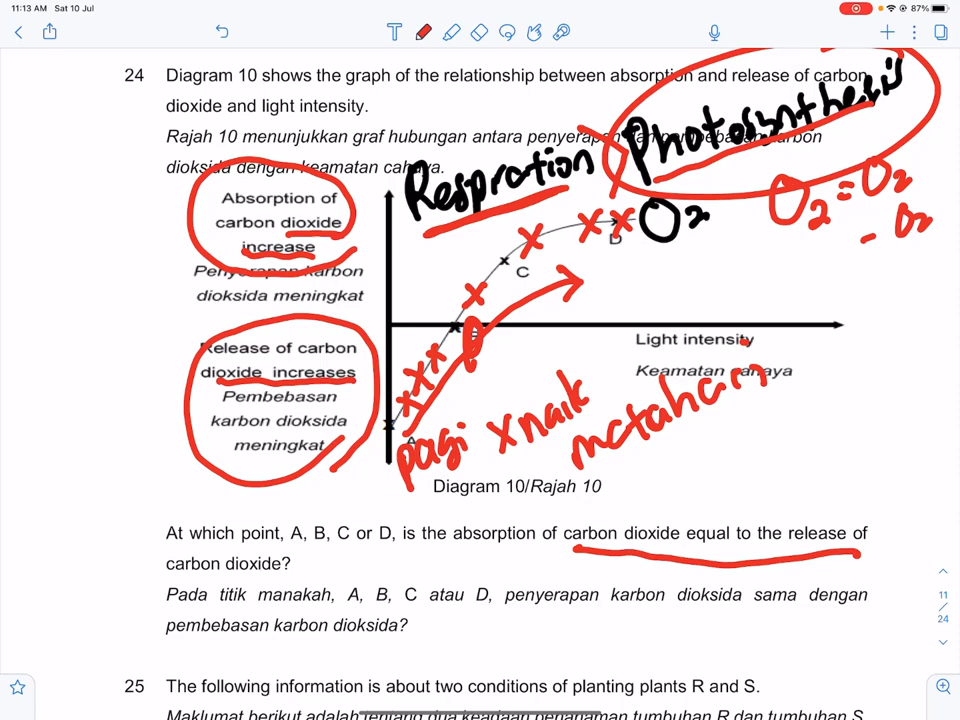 11:13 AM Sat 10 Jul
87%
24 Diagram 10 shows the graph of the relationship between absorption and release of carbon
dioxide and light intensity.
Rajah 10 menunjukkan graf hubungan antara penyerapan dan pembebasan karbon
dioksida dengan keamatan cahaya.
Photosynthesis
Respration
Absorption of
carbon dioxide
increase
Penyerapan karbon
dioksida meningkat
O2
O2 = O2
- O2
D
C
Release of carbon
dioxide increases
Pembebasan
karbon dioksida
meningkat
Light intensity
Keamatan cahaya
A
pagi x naik
matahari
Diagram 10/Rajah 10
At which point, A, B, C or D, is the absorption of carbon dioxide equal to the release of
carbon dioxide?
Pada titik manakah, A, B, C atau D, penyerapan karbon dioksida sama dengan
pembebasan karbon dioksida?
11
/
24
25 The following information is about two conditions of planting plants R and S.
Maklumat berikut adalah tentang dua keadaan penanaman tumbuhan R dan tumbuhan S.